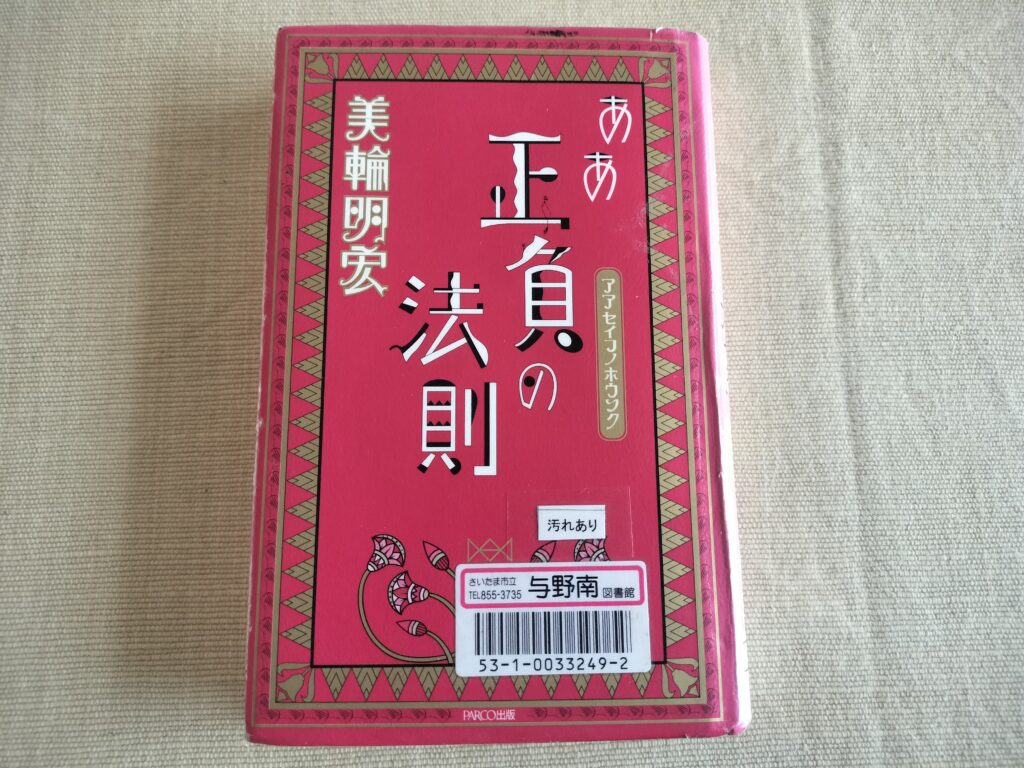 ああ
正負の
法則
アアセイフノホウソク
美輪明宏
汚れあり
さいたま市立
TEL855-3735
与野南図書館
53-1-0033249-2
PARCO出版